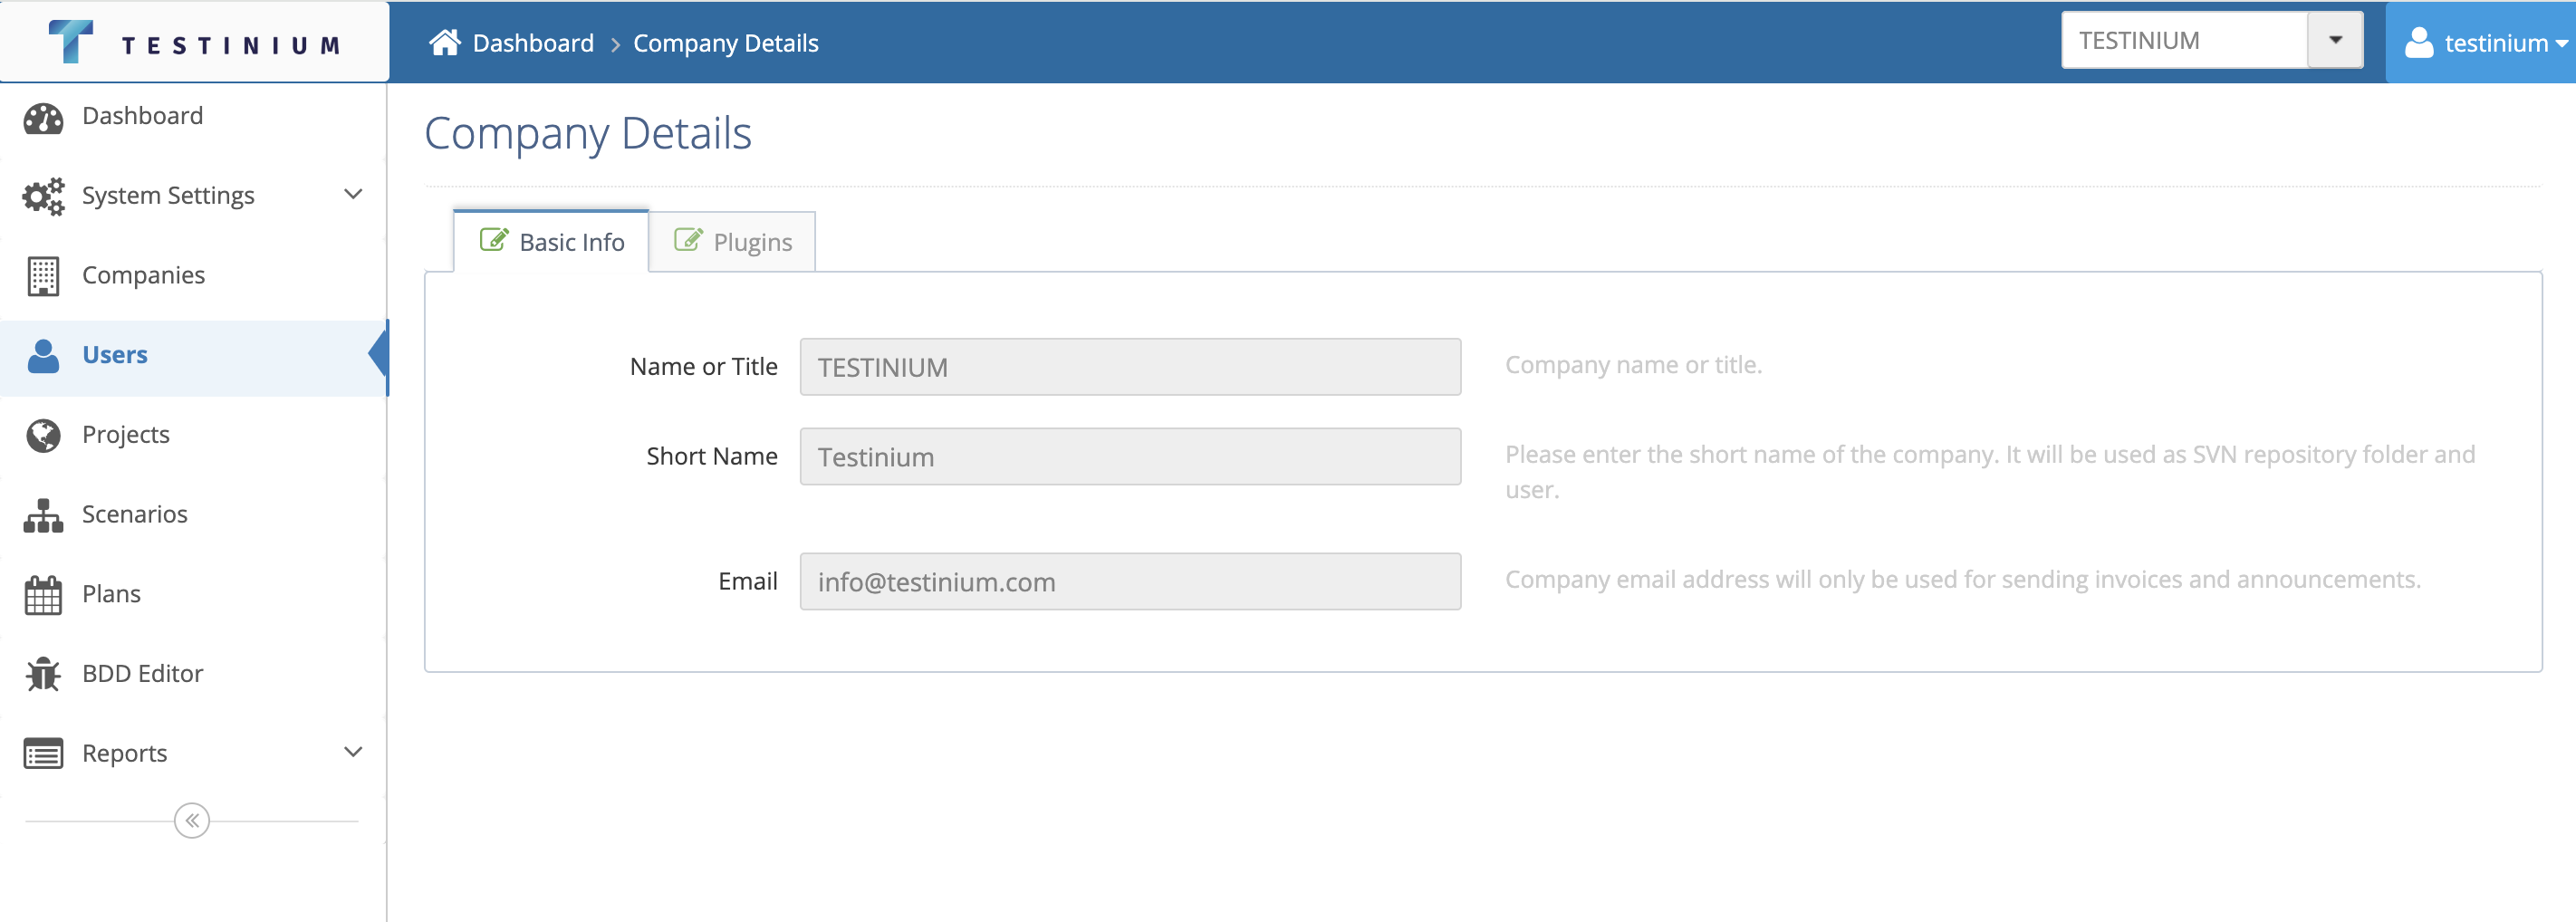 TESTINIUM
Dashboard > Company Details
TESTINIUM
testinium
Dashboard
System Settings
Companies
Users
Projects
Scenarios
Plans
BDD Editor
Reports
Company Details
Basic Info
Plugins
Name or Title
TESTINIUM
Company name or title.
Short Name
Testinium
Please enter the short name of the company. It will be used as SVN repository folder and
user.
Email
info@testinium.com
Company email address will only be used for sending invoices and announcements.